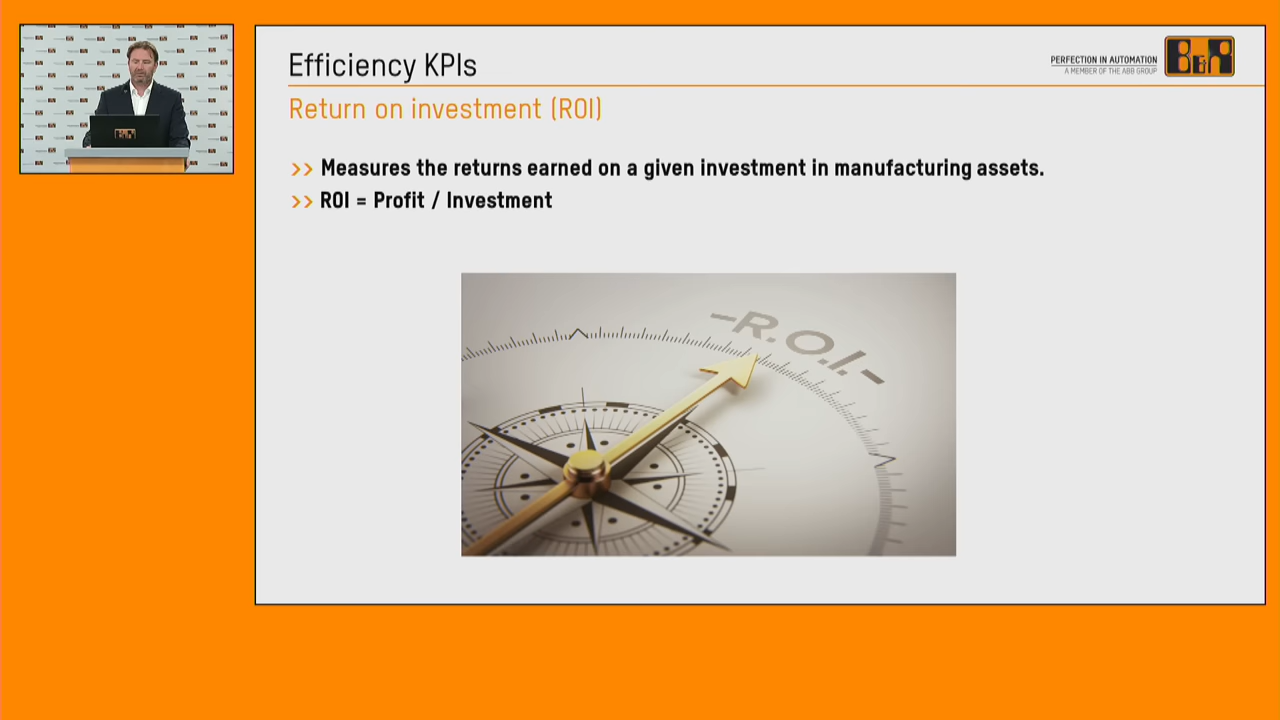 Efficiency KPIs
PERFECTION IN AUTOMATION
A MEMBER OF THE ABB GROUP
B&R
Return on investment (ROI)
>> Measures the returns earned on a given investment in manufacturing assets.
>> ROI = Profit / Investment
-R.O.I.-